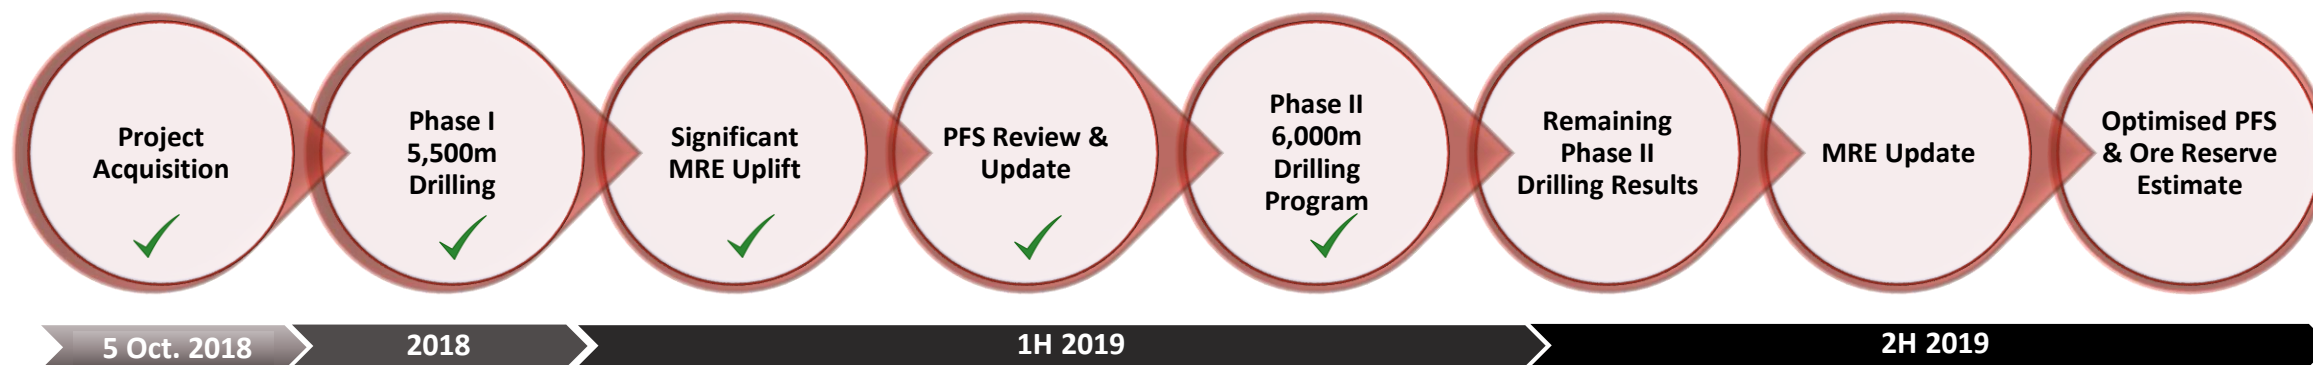 Project
Acquisition
Phase I
5,500m
Drilling
Significant
MRE Uplift
PFS Review &
Update
Phase II
6,000m
Drilling
Program
Remaining
Phase II
Drilling Results
MRE Update
Optimised PFS
& Ore Reserve
Estimate
5 Oct. 2018
2018
1H 2019
2H 2019